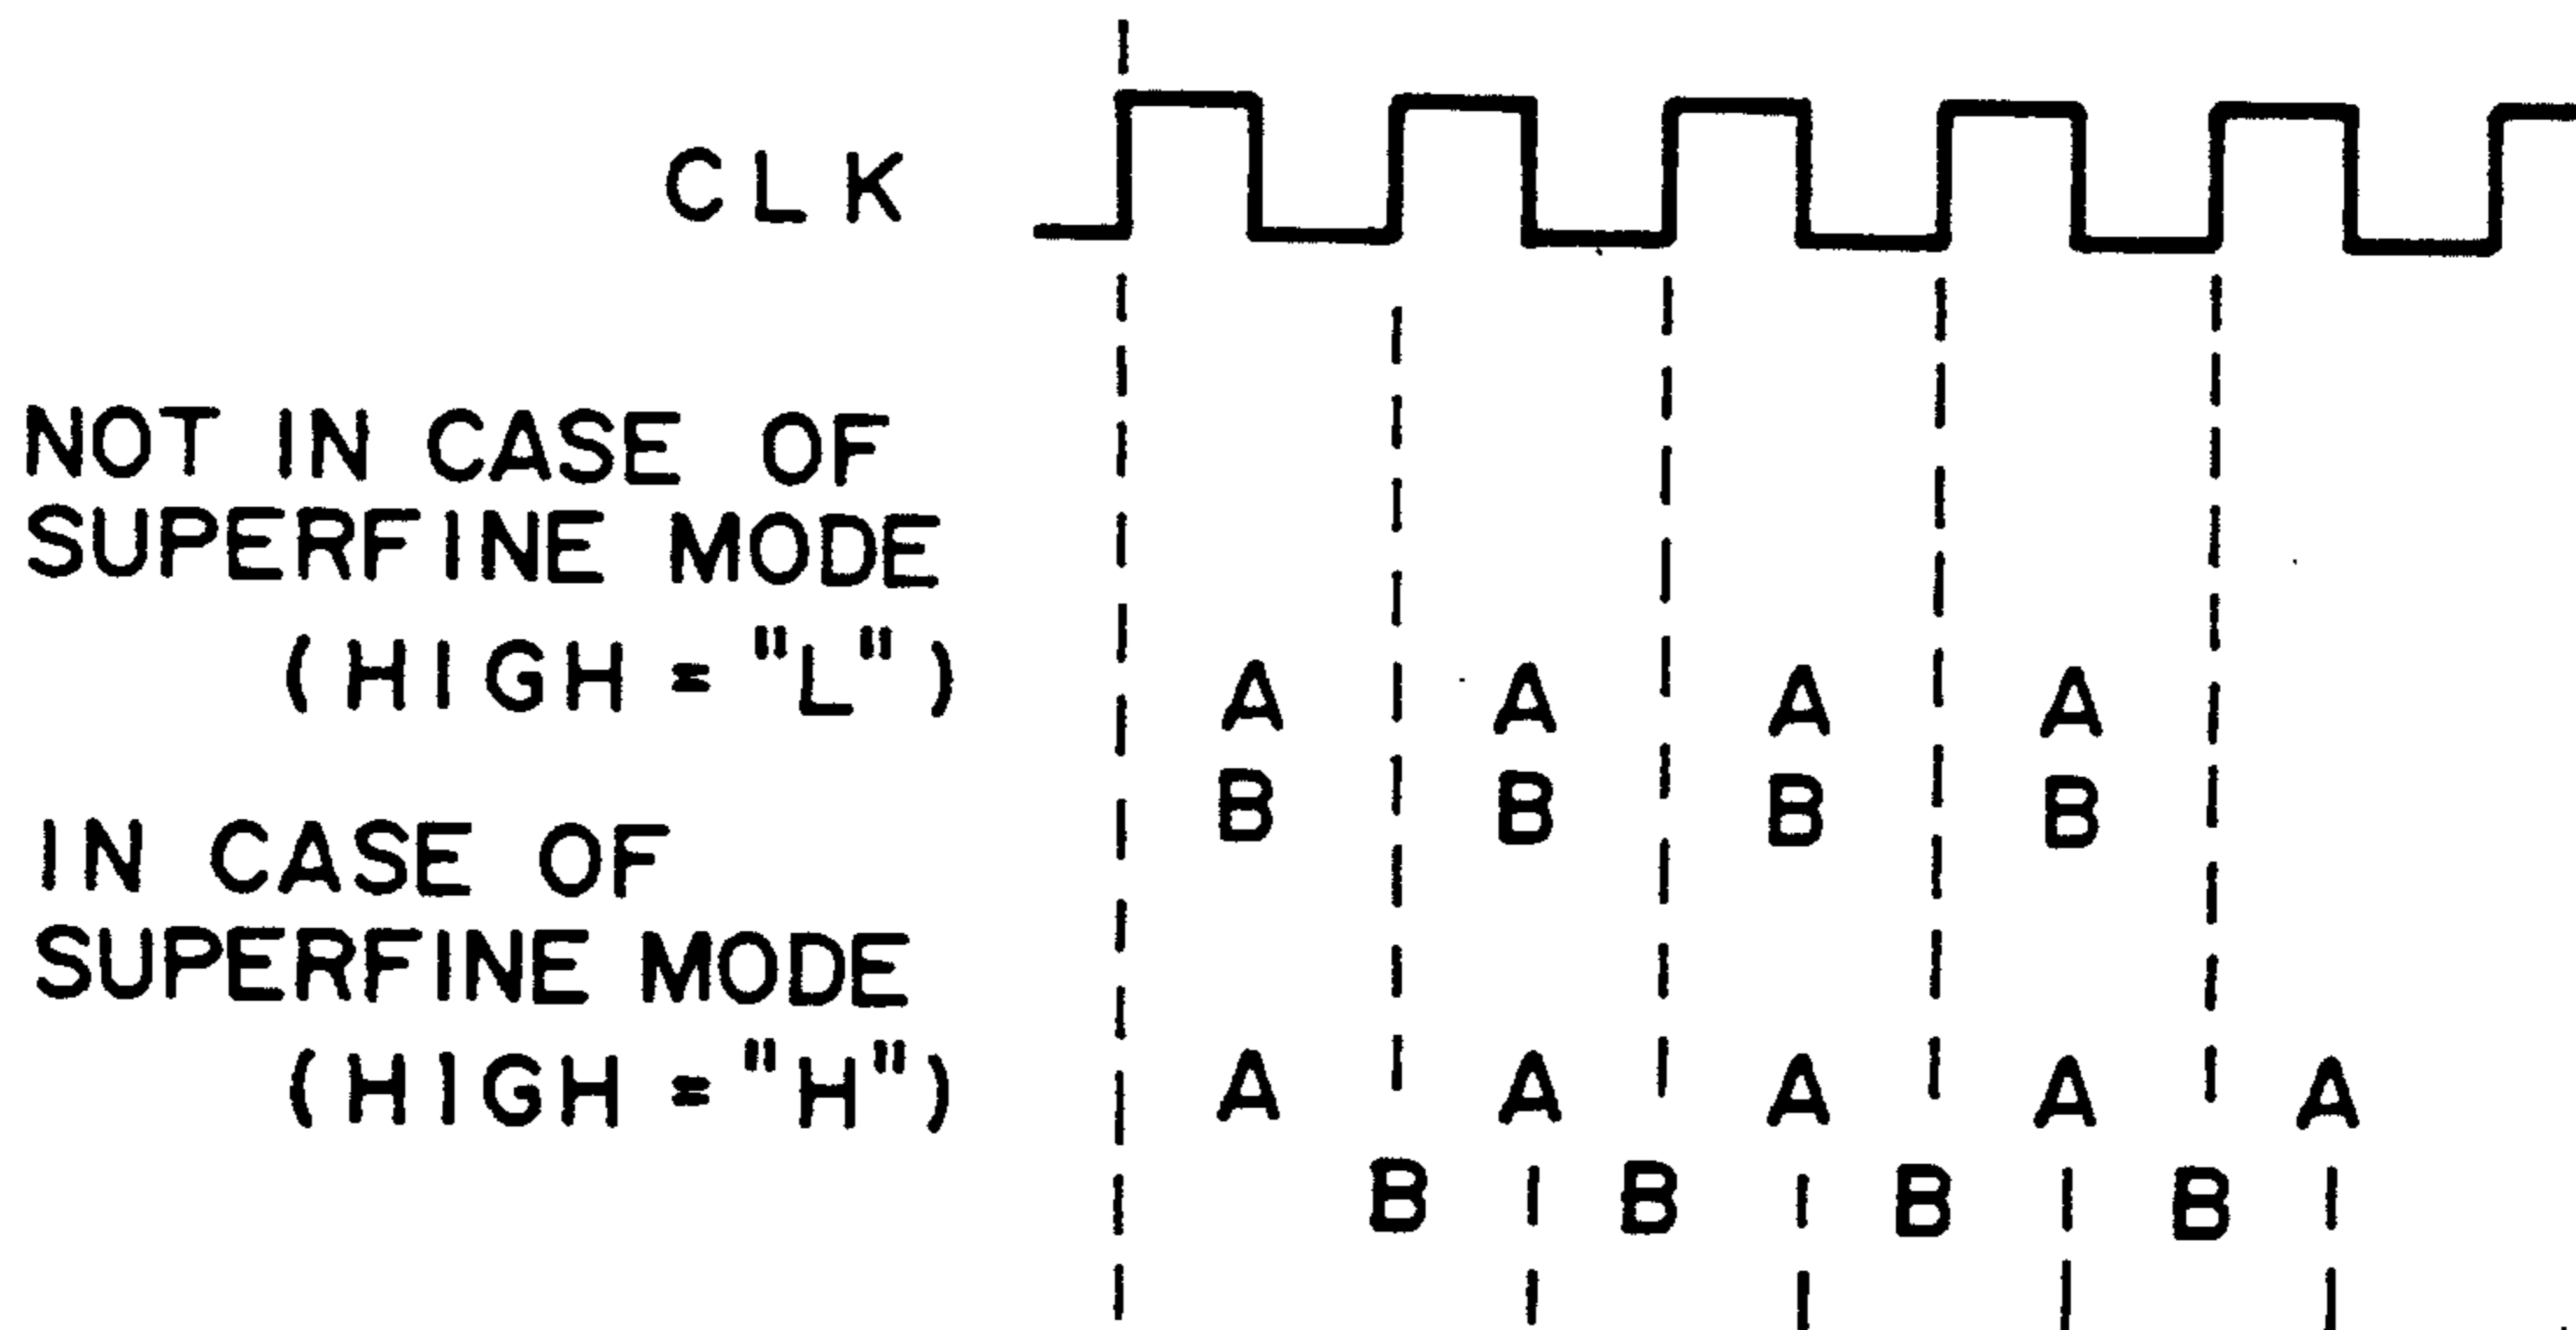 CLK
NOT IN CASE OF
SUPERFINE MODE
(HIGH = "L")
A A A A
B B B B
IN CASE OF
SUPERFINE MODE
(HIGH = "H")
A A A A A
B B B B